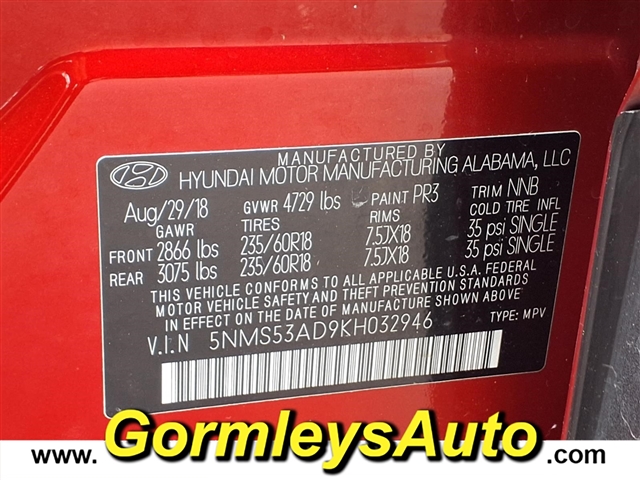 MANUFACTURED BY
HYUNDAI MOTOR MANUFACTURING ALABAMA, LLC
Aug/29/18 GVWR 4729 lbs PAINT PR3 TRIM NNB
GAWR TIRES RIMS COLD TIRE INFL
FRONT 2866 lbs 235/60R18 7.5JX18 35 psi SINGLE
REAR 3075 lbs 235/60R18 7.5JX18 35 psi SINGLE
THIS VEHICLE CONFORMS TO ALL APPLICABLE U.S.A. FEDERAL
MOTOR VEHICLE SAFETY AND THEFT PREVENTION STANDARDS
IN EFFECT ON THE DATE OF MANUFACTURE SHOWN ABOVE.
V.I.N 5NMS53AD9KH032946 TYPE: MPV
www. GormleysAuto .com